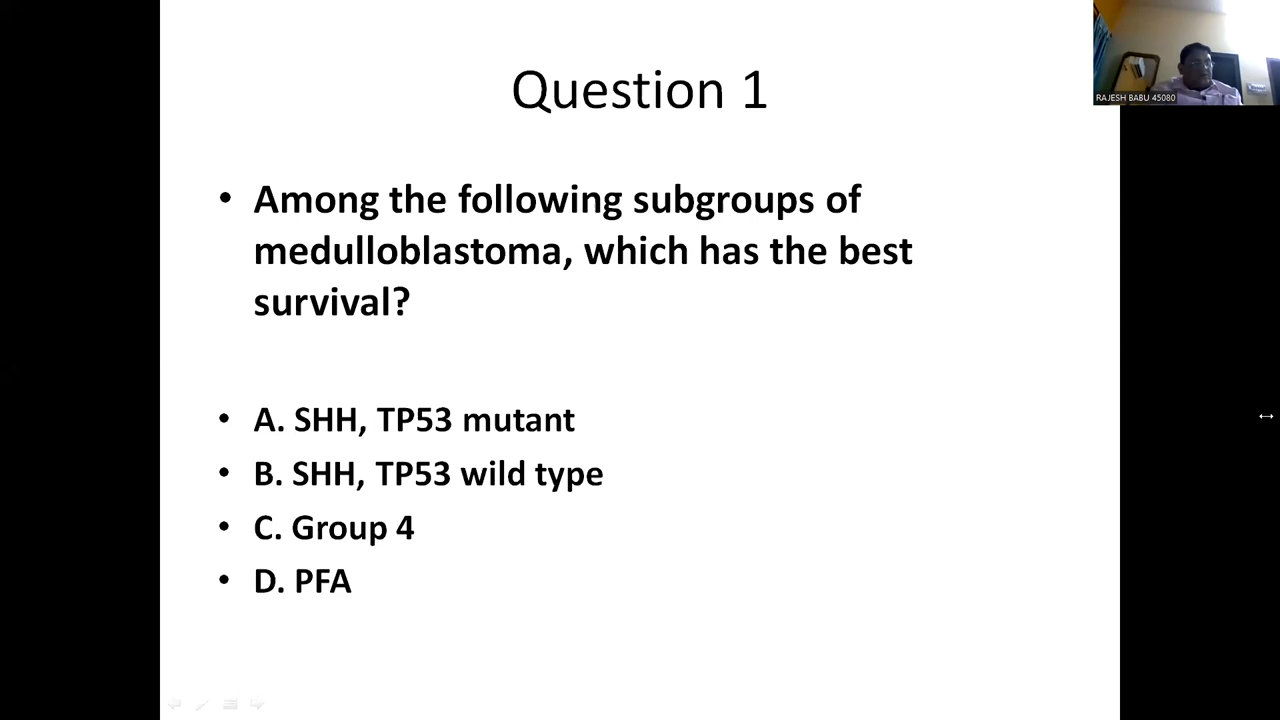 RAJESH BABU 45080
Question 1
• Among the following subgroups of
medulloblastoma, which has the best
survival?
• A. SHH, TP53 mutant
• B. SHH, TP53 wild type
• C. Group 4
• D. PFA